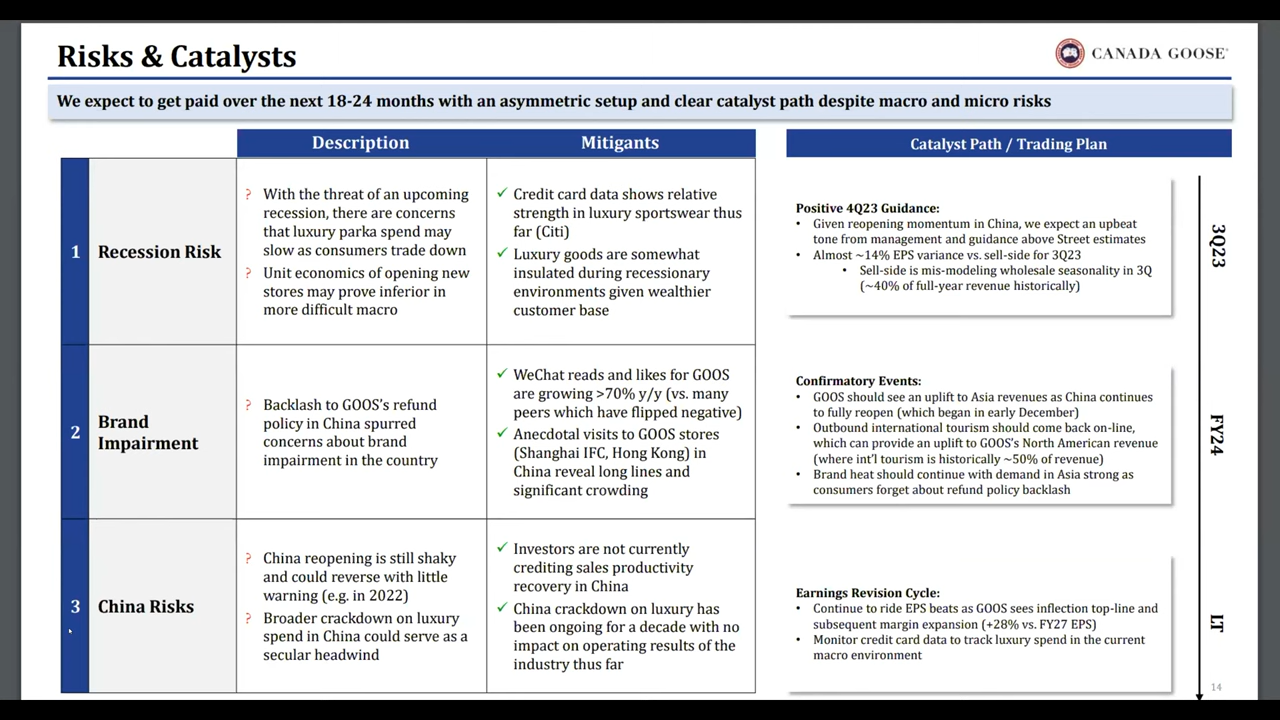 Risks & Catalysts
CANADA GOOSE
We expect to get paid over the next 18-24 months with an asymmetric setup and clear catalyst path despite macro and micro risks
Description
Mitigants
1
Recession Risk
? With the threat of an upcoming
recession, there are concerns
that luxury parka spend may
slow as consumers trade down
? Unit economics of opening new
stores may prove inferior in
more difficult macro
✓ Credit card data shows relative
strength in luxury sportswear thus
far (Citi)
✓ Luxury goods are somewhat
insulated during recessionary
environments given wealthier
customer base
2
Brand
Impairment
? Backlash to GOOS's refund
policy in China spurred
concerns about brand
impairment in the country
✓ WeChat reads and likes for GOOS
are growing >70% y/y (vs. many
peers which have flipped negative)
✓ Anecdotal visits to GOOS stores
(Shanghai IFC, Hong Kong) in
China reveal long lines and
significant crowding
3
China Risks
? China reopening is still shaky
and could reverse with little
warning (e.g. in 2022)
? Broader crackdown on luxury
spend in China could serve as a
secular headwind
✓ Investors are not currently
crediting sales productivity
recovery in China
✓ China crackdown on luxury has
been ongoing for a decade with no
impact on operating results of the
industry thus far
Catalyst Path / Trading Plan
Positive 4Q23 Guidance:
• Given reopening momentum in China, we expect an upbeat
tone from management and guidance above Street estimates
• Almost ~14% EPS variance vs. sell-side for 3Q23
• Sell-side is mis-modeling wholesale seasonality in 3Q
(~40% of full-year revenue historically)
3Q23
Confirmatory Events:
• GOOS should see an uplift to Asia revenues as China continues
to fully reopen (which began in early December)
• Outbound international tourism should come back on-line,
which can provide an uplift to GOOS's North American revenue
(where int'l tourism is historically ~50% of revenue)
• Brand heat should continue with demand in Asia strong as
consumers forget about refund policy backlash
FY24
Earnings Revision Cycle:
• Continue to ride EPS beats as GOOS sees inflection top-line and
subsequent margin expansion (+28% vs. FY27 EPS)
• Monitor credit card data to track luxury spend in the current
macro environment
LT
14